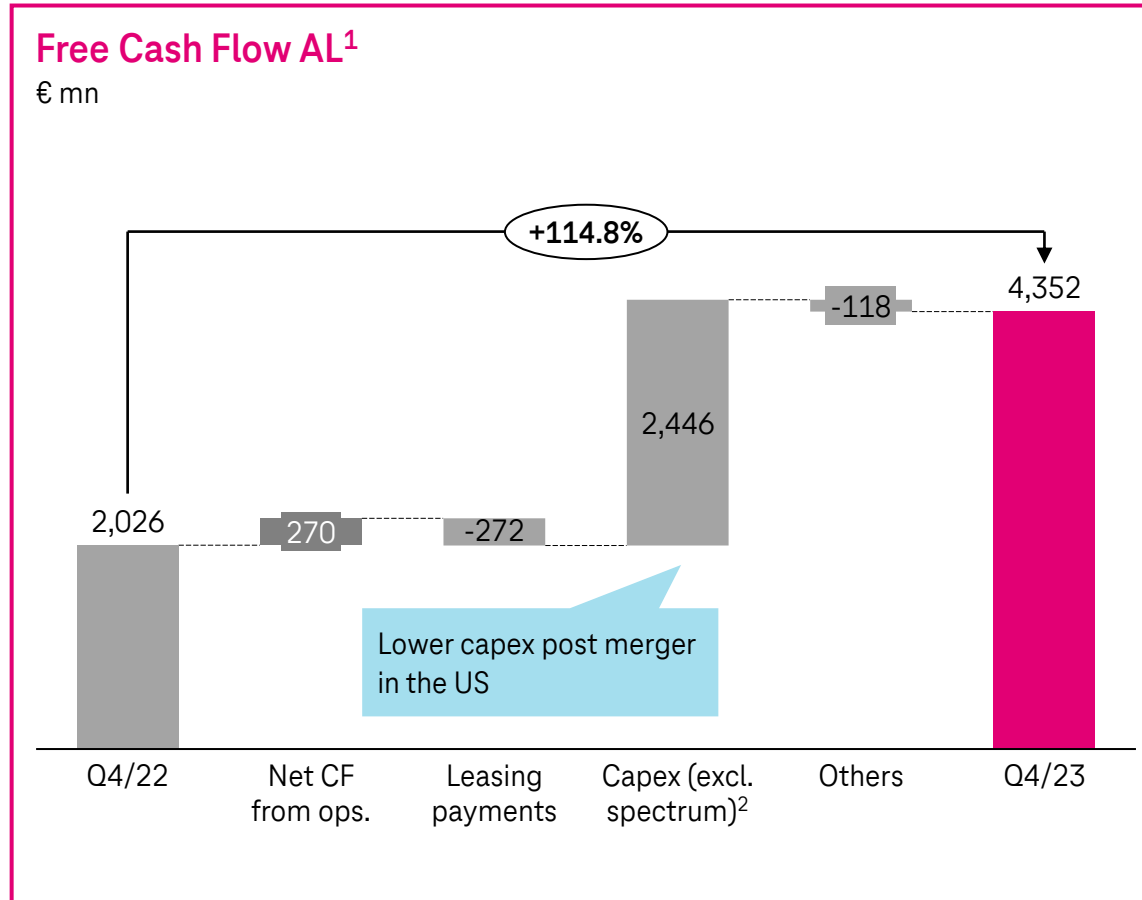 Free Cash Flow AL¹
€ mn
+114.8%
4,352
-118
2,446
2,026
270
-272
Lower capex post merger
in the US
Q4/22
Net CF
from ops.
Leasing
payments
Capex (excl.
spectrum)²
Others
Q4/23